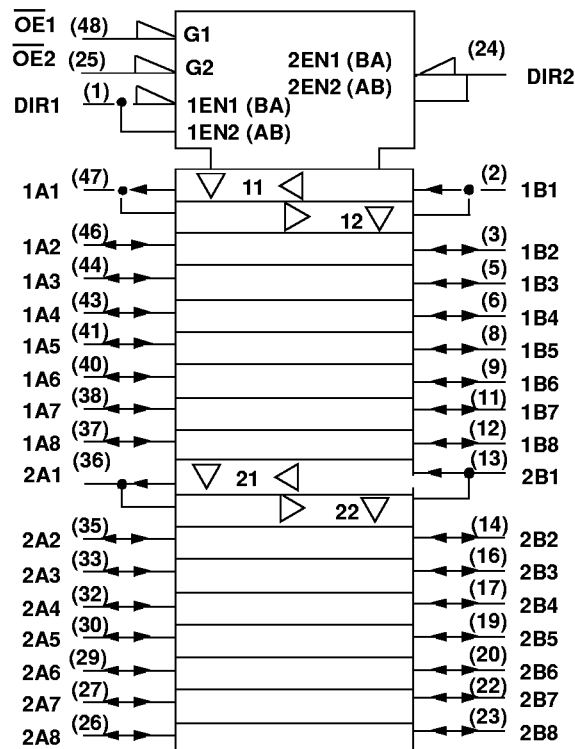 OE1 (48) G1
OE2 (25) G2 2EN1 (BA) (24) DIR2
2EN2 (AB)
DIR1 (1) 1EN1 (BA)
1EN2 (AB)
1A1 (47) 11 (2) 1B1
12
1A2 (46) (3) 1B2
1A3 (44) (5) 1B3
1A4 (43) (6) 1B4
1A5 (41) (8) 1B5
1A6 (40) (9) 1B6
1A7 (38) (11) 1B7
1A8 (37) (12) 1B8
2A1 (36) 21 (13) 2B1
22
2A2 (35) (14) 2B2
2A3 (33) (16) 2B3
2A4 (32) (17) 2B4
2A5 (30) (19) 2B5
2A6 (29) (20) 2B6
2A7 (27) (22) 2B7
2A8 (26) (23) 2B8